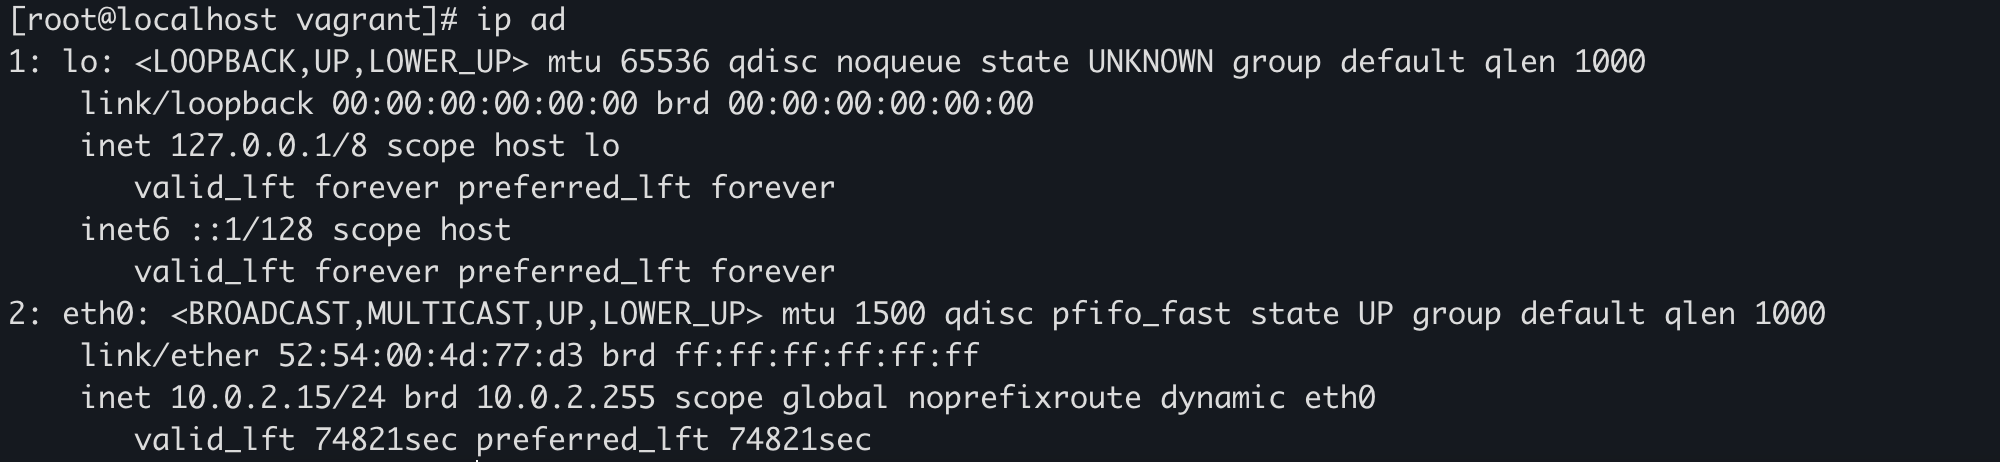 [root@localhost vagrant]# ip ad
1: lo: <LOOPBACK,UP,LOWER_UP> mtu 65536 qdisc noqueue state UNKNOWN group default qlen 1000
    link/loopback 00:00:00:00:00:00 brd 00:00:00:00:00:00
    inet 127.0.0.1/8 scope host lo
       valid_lft forever preferred_lft forever
    inet6 ::1/128 scope host
       valid_lft forever preferred_lft forever
2: eth0: <BROADCAST,MULTICAST,UP,LOWER_UP> mtu 1500 qdisc pfifo_fast state UP group default qlen 1000
    link/ether 52:54:00:4d:77:d3 brd ff:ff:ff:ff:ff:ff
    inet 10.0.2.15/24 brd 10.0.2.255 scope global noprefixroute dynamic eth0
       valid_lft 74821sec preferred_lft 74821sec